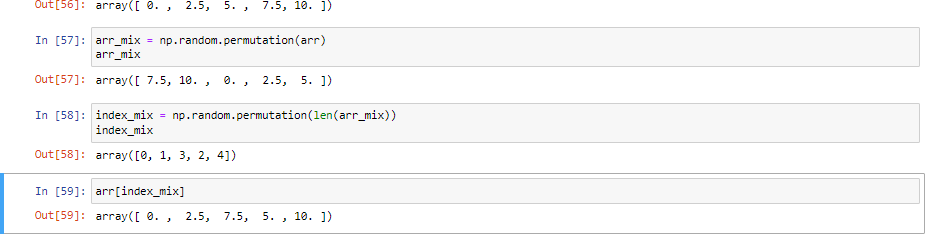 Out[56]: array([ 0. ,  2.5,  5. ,  7.5, 10. ])
In [57]: arr_mix = np.random.permutation(arr)
arr_mix
Out[57]: array([ 7.5, 10. ,  0. ,  2.5,  5. ])
In [58]: index_mix = np.random.permutation(len(arr_mix))
index_mix
Out[58]: array([0, 1, 3, 2, 4])
In [59]: arr[index_mix]
Out[59]: array([ 0. ,  2.5,  7.5,  5. , 10. ])